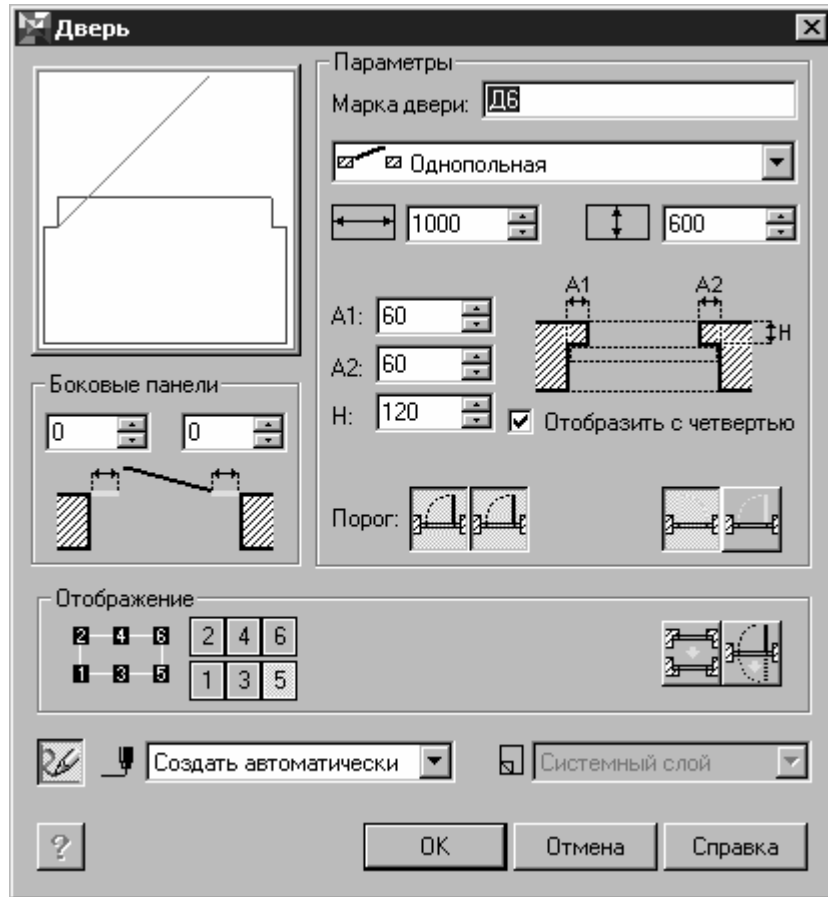 Дверь
Параметры
Марка двери: Д6
Однопольная
1000 600
A1: 60
A2: 60
H: 120
A1 A2
H
Отобразить с четвертью
Порог:
Боковые панели
0 0
Отображение
2 4 6 2 4 6
1 3 5 1 3 5
Создать автоматически Системный слой
? OK Отмена Справка